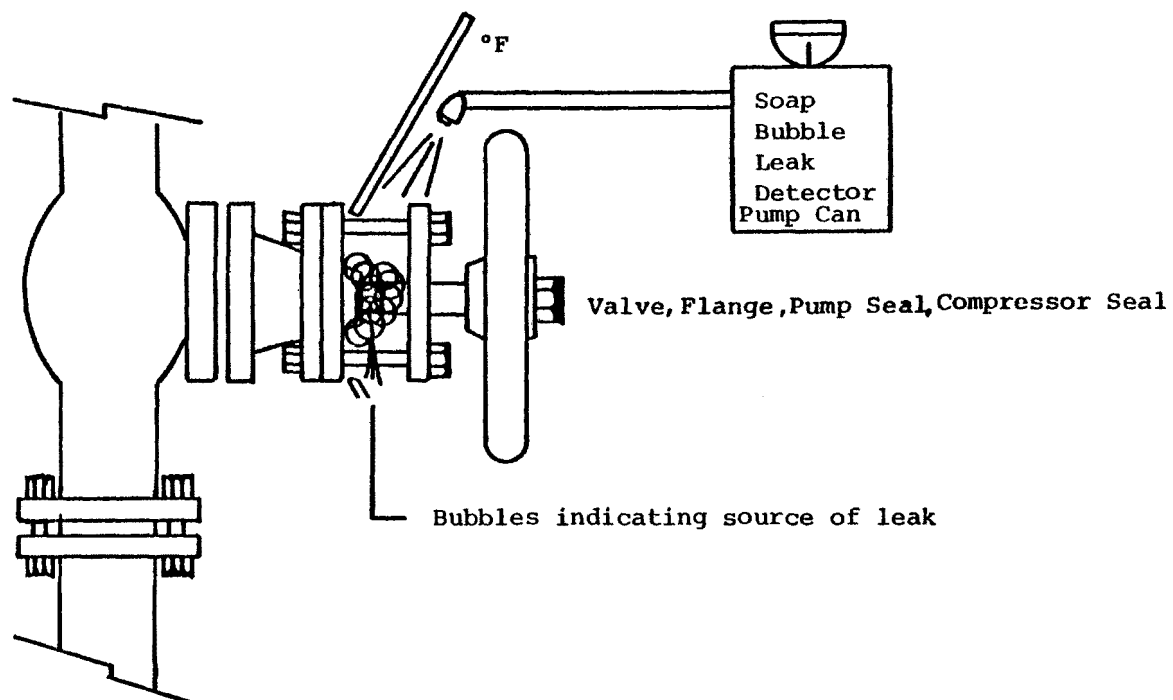 °F
Soap
Bubble
Leak
Detector
Pump Can
Valve, Flange, Pump Seal, Compressor Seal
Bubbles indicating source of leak